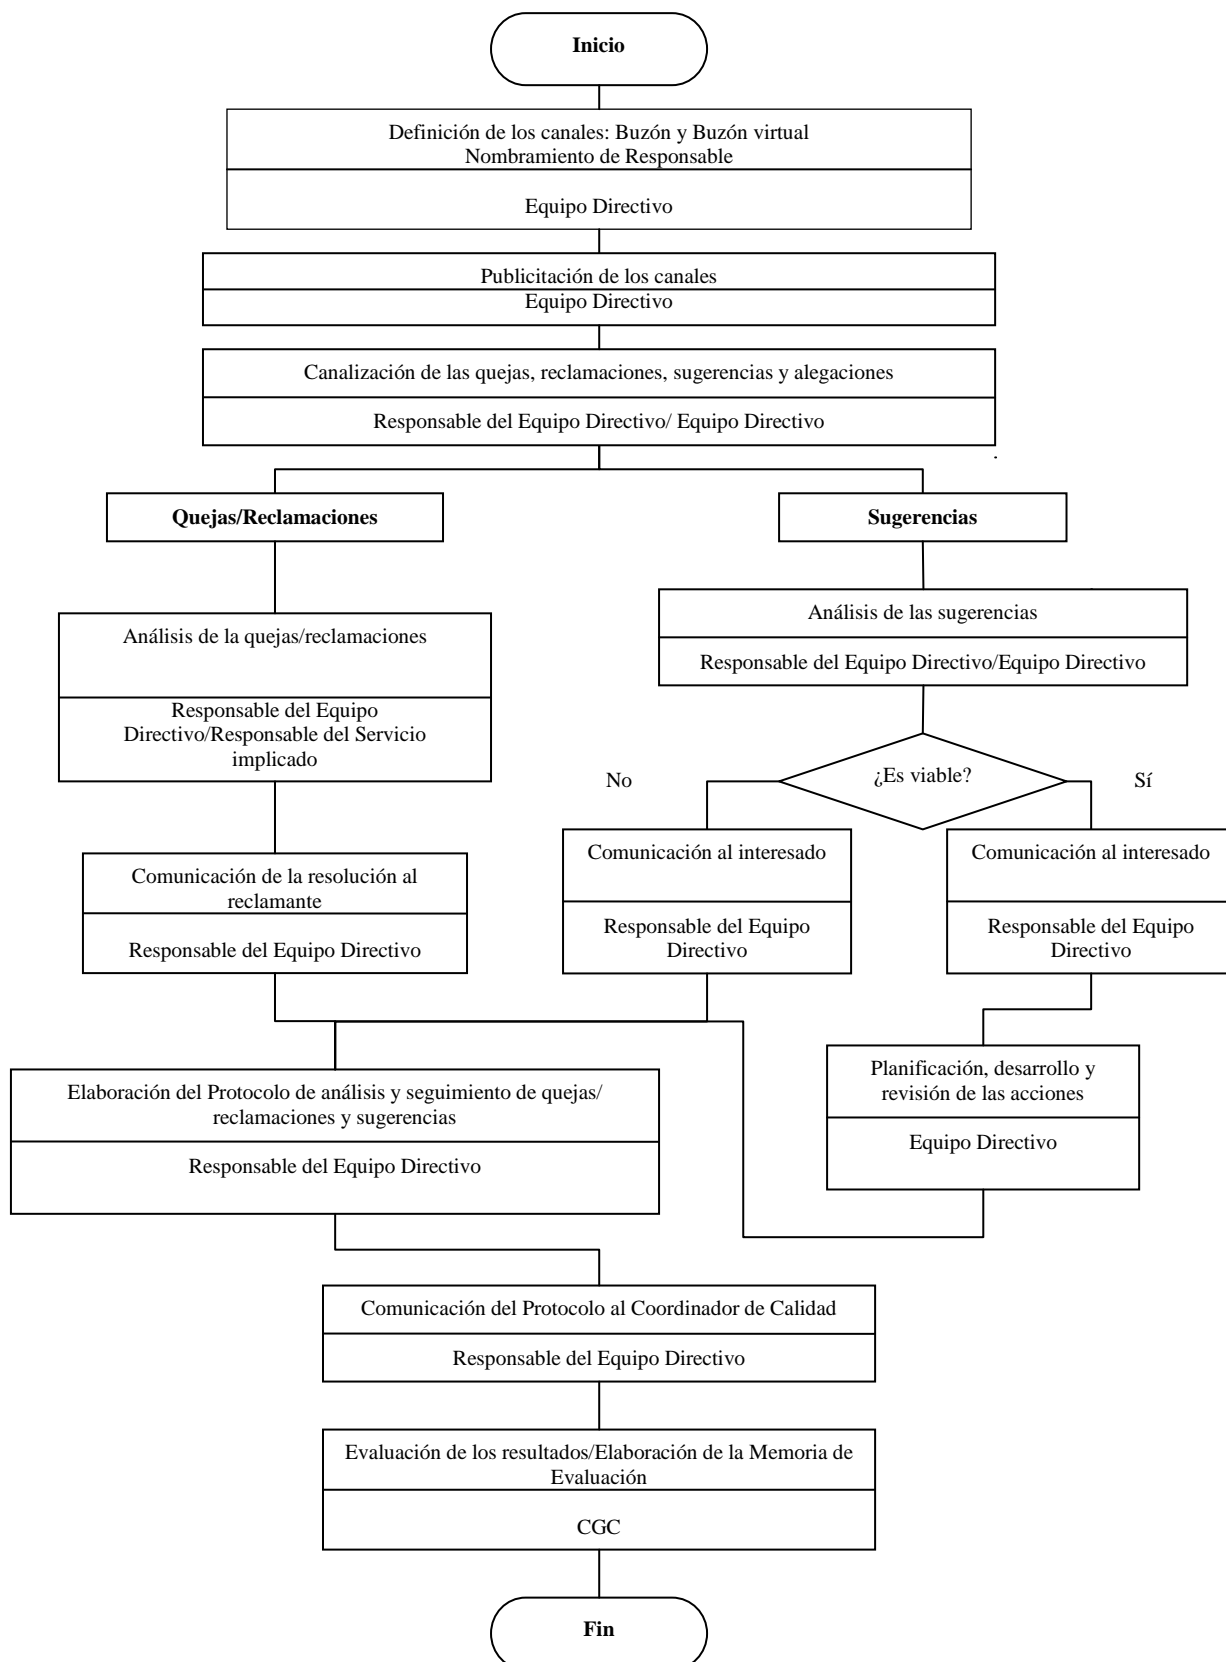 Inicio
Definición de los canales: Buzón y Buzón virtual
Nombramiento de Responsable
Equipo Directivo
Publicitación de los canales
Equipo Directivo
Canalización de las quejas, reclamaciones, sugerencias y alegaciones
Responsable del Equipo Directivo/ Equipo Directivo
.
Quejas/Reclamaciones
Sugerencias
Análisis de la quejas/reclamaciones
Responsable del Equipo
Directivo/Responsable del Servicio
implicado
Análisis de las sugerencias
Responsable del Equipo Directivo/Equipo Directivo
¿Es viable?
No
Sí
Comunicación de la resolución al
reclamante
Responsable del Equipo Directivo
Comunicación al interesado
Responsable del Equipo
Directivo
Comunicación al interesado
Responsable del Equipo
Directivo
Planificación, desarrollo y
revisión de las acciones
Equipo Directivo
Elaboración del Protocolo de análisis y seguimiento de quejas/
reclamaciones y sugerencias
Responsable del Equipo Directivo
Comunicación del Protocolo al Coordinador de Calidad
Responsable del Equipo Directivo
Evaluación de los resultados/Elaboración de la Memoria de
Evaluación
CGC
Fin